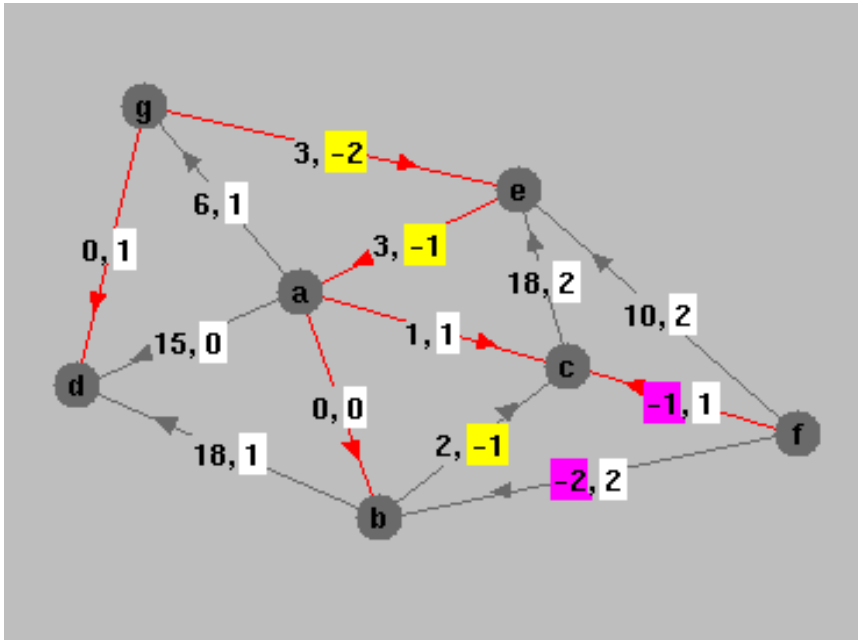 g
3, -2
e
6, 1
3, -1
0, 1
18, 2
a
10, 2
1, 1
15, 0
c
d
-1, 1
0, 0
f
2, -1
18, 1
-2, 2
b